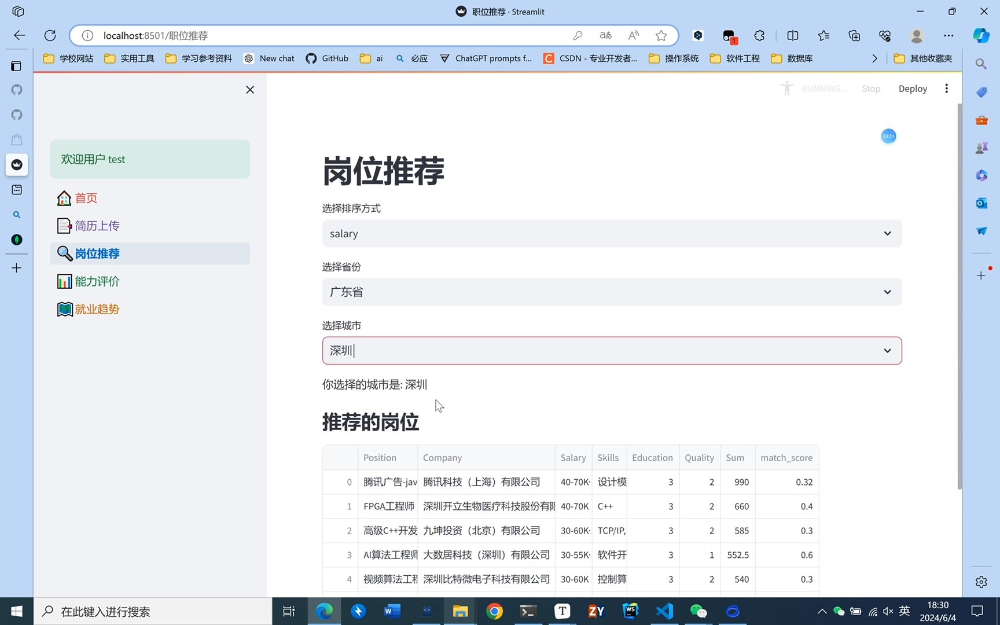 职位推荐 · Streamlit
localhost:8501/职位推荐
1
学校网站 实用工具 学习参考资料 New chat GitHub ai 必应 ChatGPT prompts f... CSDN - 专业开发者... 操作系统 软件工程 数据库 其他收藏夹
RUNNING... Stop Deploy
24:31
欢迎用户 test
首页
简历上传
岗位推荐
能力评价
就业趋势
岗位推荐
选择排序方式
salary
选择省份
广东省
选择城市
深圳
你选择的城市是: 深圳
推荐的岗位
Position Company Salary Skills Education Quality Sum match_score
0 腾讯广告-jav 腾讯科技（上海）有限公司 40-70K· 设计模 3 2 990 0.32
1 FPGA工程师 深圳开立生物医疗科技股份有限 40-70K C++ 3 2 660 0.4
2 高级C++开发 九坤投资（北京）有限公司 30-60K· TCP/IP, 3 2 585 0.3
3 AI算法工程师 大数居科技（深圳）有限公司 30-55K· 软件开 3 1 552.5 0.6
4 视频算法工程 深圳比特微电子科技有限公司 30-60K 控制算 3 2 540 0.3
在此键入进行搜索
英
18:30
2024/6/4